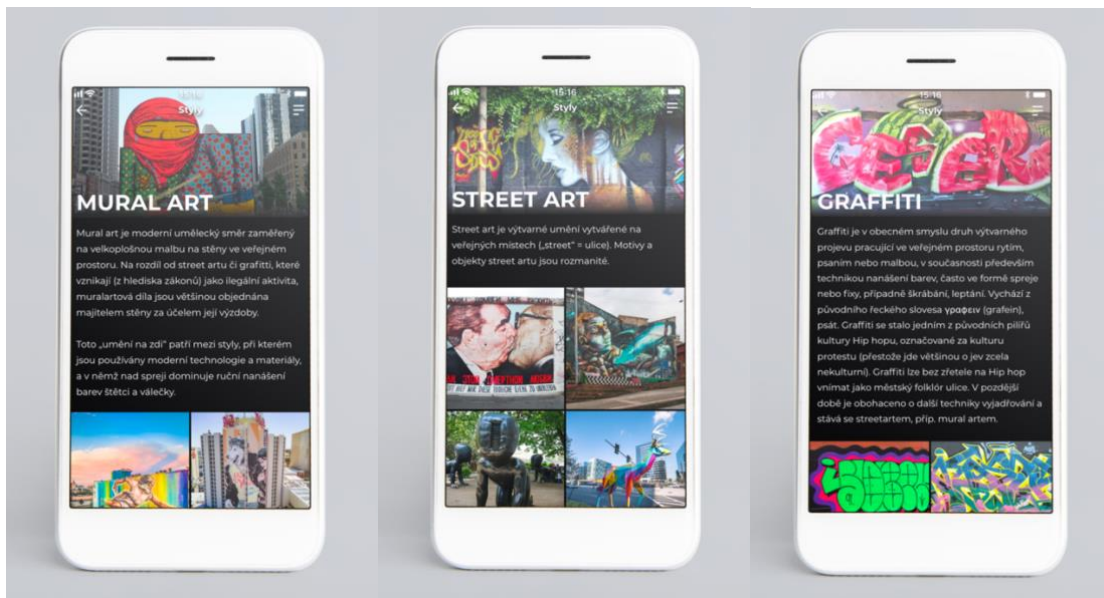 15:16
Styly
MURAL ART
Mural art je moderní umělecký směr zaměřený
na velkoplošnou malbu na stěny ve veřejném
prostoru. Na rozdíl od street artu či grafitti, které
vznikají (z hlediska zákonů) jako ilegální aktivita,
muralartová díla jsou většinou objednána
majitelem stěny za účelem její výzdoby.
Toto „umění na zdi“ patří mezi styly, při kterém
jsou používány moderní technologie a materiály,
a v němž nad spreji dominuje ruční nanášení
barev štětci a válečky.
15:16
Styly
STREET ART
Street art je výtvarné umění vytvářené na
veřejných místech („street“ = ulice). Motivy a
objekty street artu jsou rozmanité.
15:16
Styly
GRAFFITI
Graffiti je v obecném smyslu druh výtvarného
projevu pracující ve veřejném prostoru rytím,
psaním nebo malbou, v současnosti především
technikou nanášení barev, často ve formě spreje
nebo fixy, případně škrábání, leptání. Vychází z
původního řeckého slovesa γραφειν (grafein),
psát. Graffiti se stalo jedním z původních pilířů
kultury Hip hopu, označované za kulturu
protestu (přestože jde většinou o jev zcela
nekulturní). Graffiti lze bez zřetele na Hip hop
vnímat jako městský folklór ulice. V pozdější
době je obohaceno o další techniky vyjadřování a
stává se streetartem, příp. mural artem.